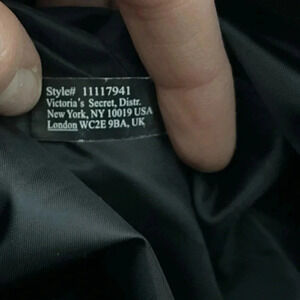 Style# 11117941
Victoria's Secret, Distr.
New York, NY 10019 USA
London WC2E 9BA, UK